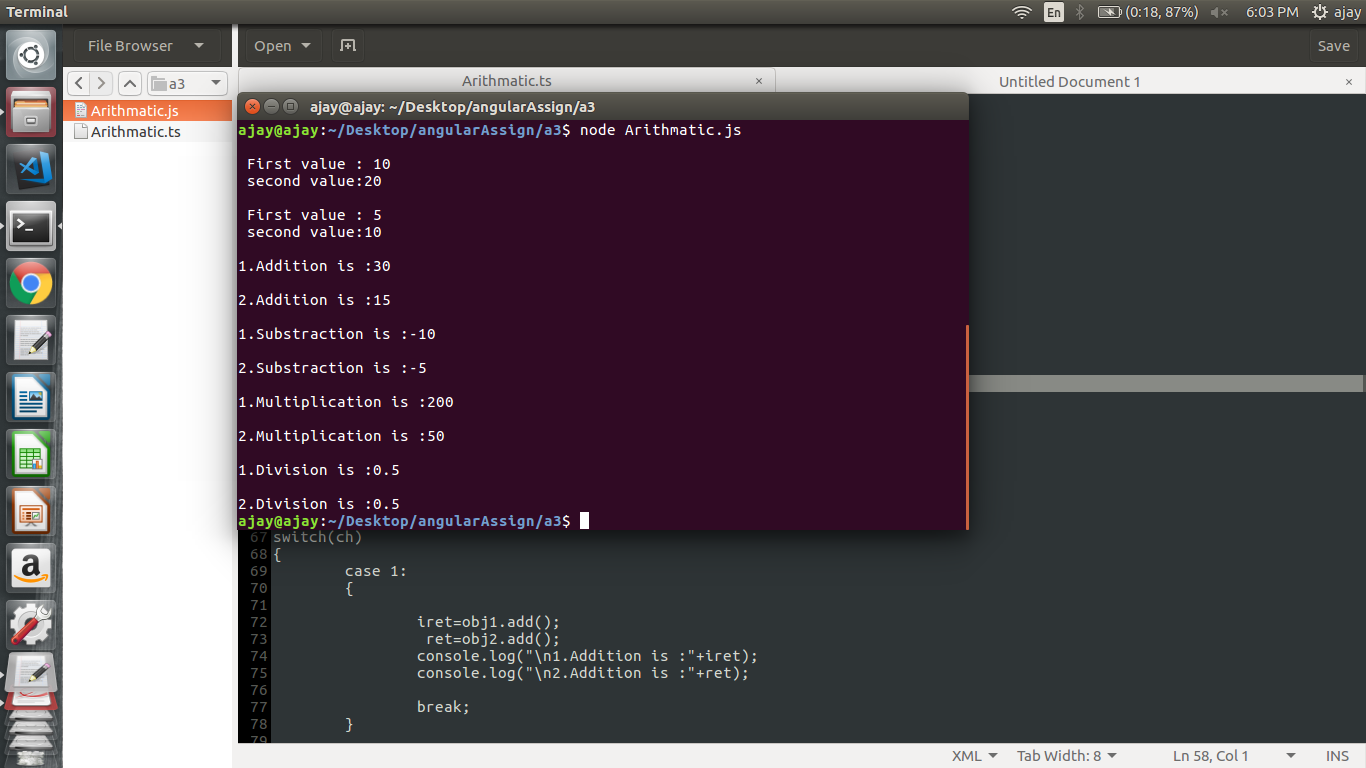 Terminal
En
(0:18, 87%)
6:03 PM
ajay
File Browser
Open
Save
a3
Arithmatic.ts
×
Untitled Document 1
×
Arithmatic.js
Arithmatic.ts
ajay@ajay: ~/Desktop/angularAssign/a3
ajay@ajay:~/Desktop/angularAssign/a3$ node Arithmatic.js
First value : 10
second value:20
First value : 5
second value:10
1.Addition is :30
2.Addition is :15
1.Substraction is :-10
2.Substraction is :-5
1.Multiplication is :200
2.Multiplication is :50
1.Division is :0.5
2.Division is :0.5
ajay@ajay:~/Desktop/angularAssign/a3$
67 switch(ch)
68 {
69 case 1:
70 {
71
72 iret=obj1.add();
73 ret=obj2.add();
74 console.log("\n1.Addition is :"+iret);
75 console.log("\n2.Addition is :"+ret);
76
77 break;
78 }
79
XML
Tab Width: 8
Ln 58, Col 1
INS